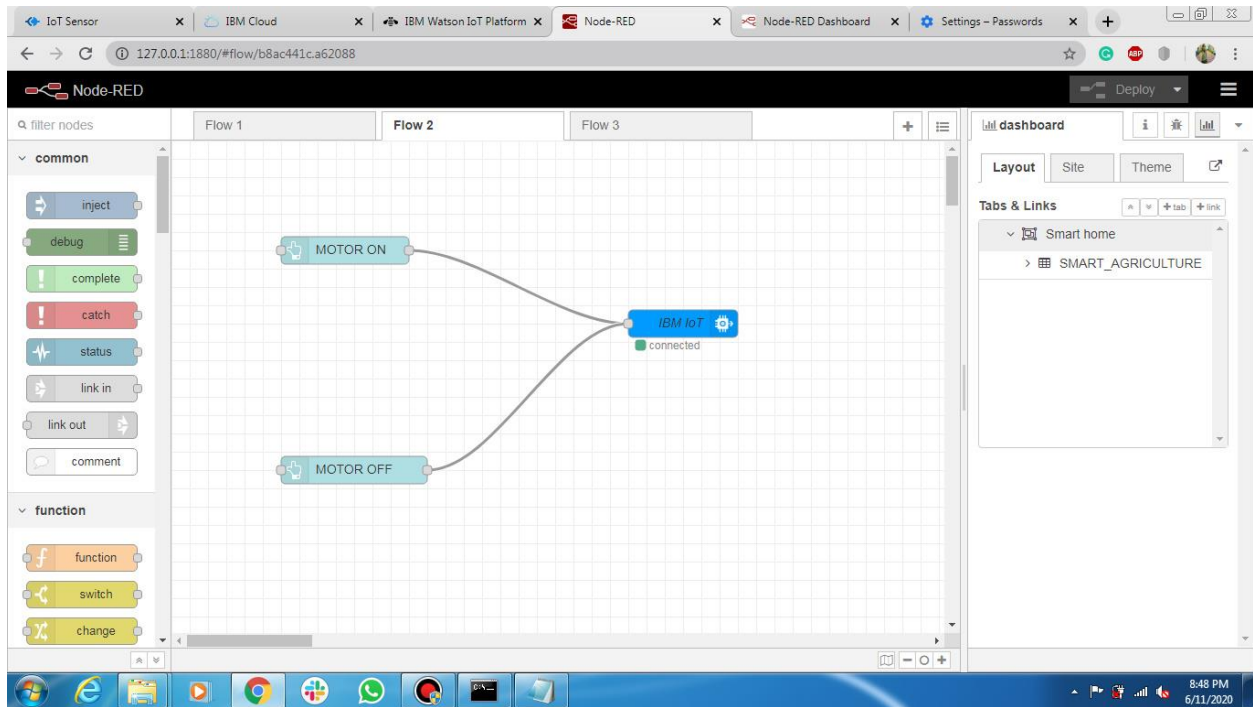 IoT Sensor
IBM Cloud
IBM Watson IoT Platform
Node-RED
Node-RED Dashboard
Settings – Passwords
127.0.0.1:1880/#flow/b8ac441c.a62088
ABP
Node-RED
Deploy
filter nodes
Flow 1
Flow 2
Flow 3
dashboard
common
Layout
Site
Theme
inject
Tabs & Links
tab
link
debug
Smart home
MOTOR ON
complete
SMART_AGRICULTURE
catch
IBM IoT
status
connected
link in
link out
comment
MOTOR OFF
function
function
switch
change
8:48 PM
6/11/2020